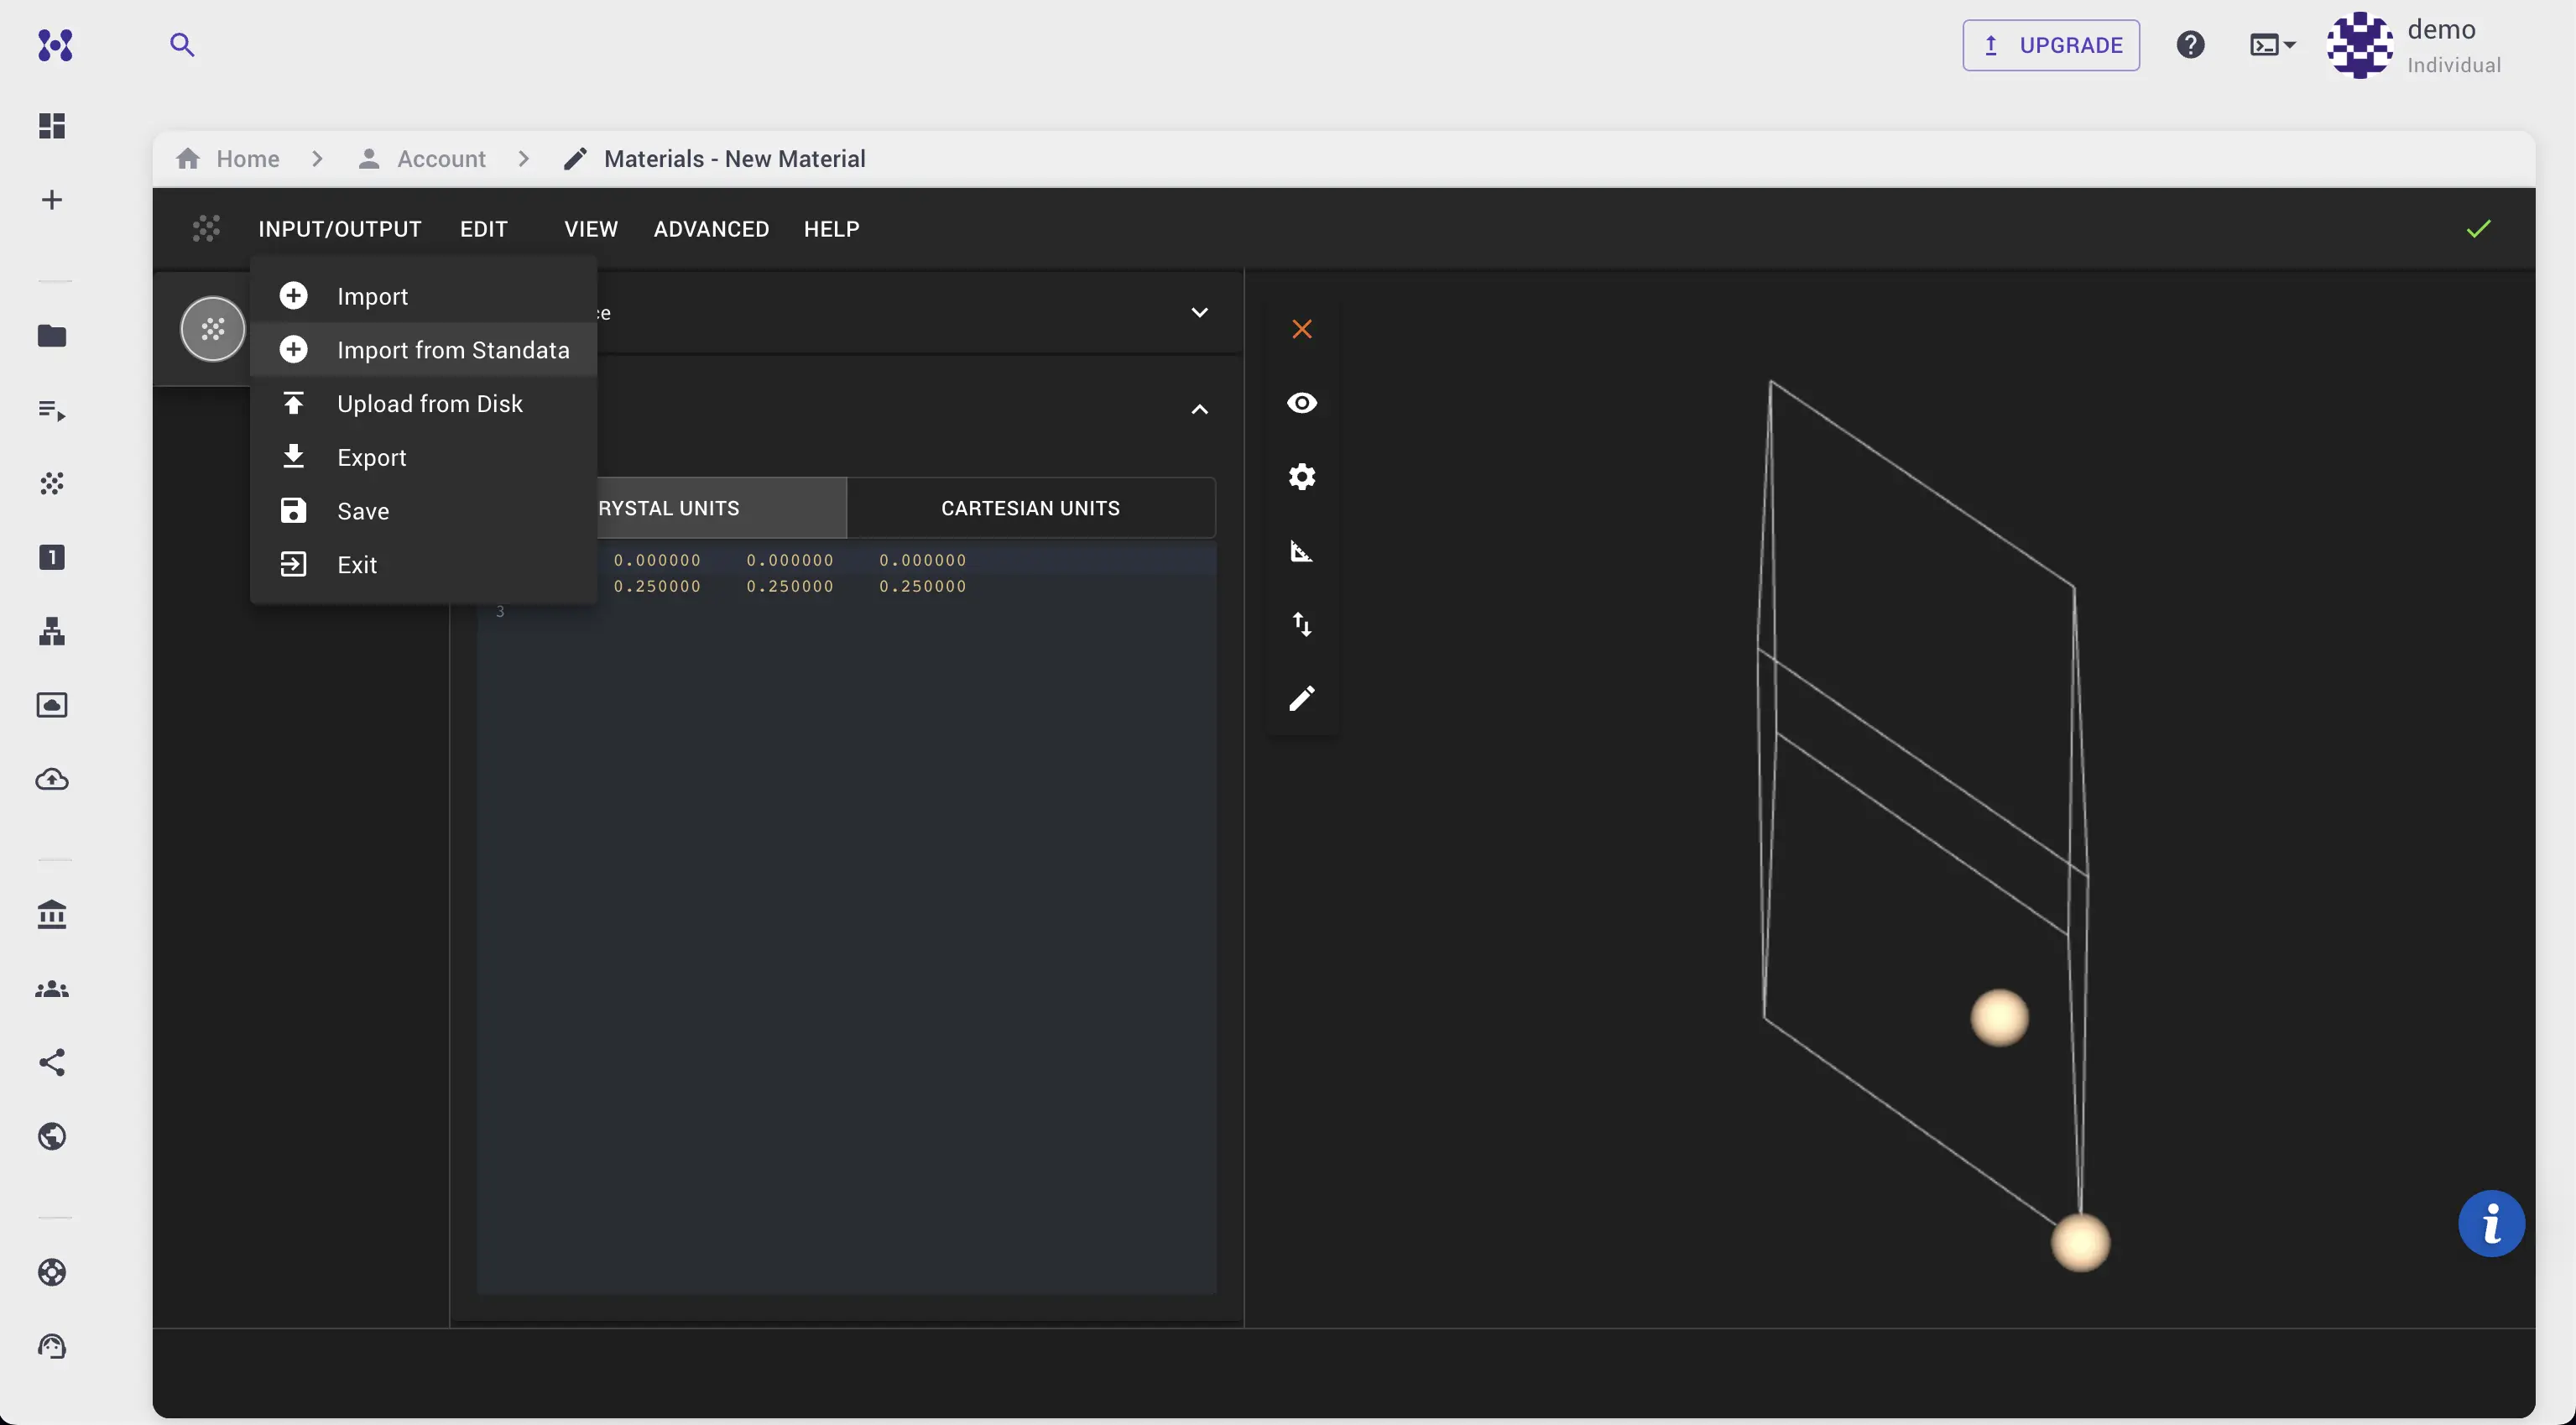 UPGRADE
demo
Individual
Home
Account
Materials - New Material
INPUT/OUTPUT EDIT VIEW ADVANCED HELP
Import
Import from Standata
Upload from Disk
Export
Save
Exit
RYSTAL UNITS CARTESIAN UNITS
0.000000 0.000000 0.000000
0.250000 0.250000 0.250000
3